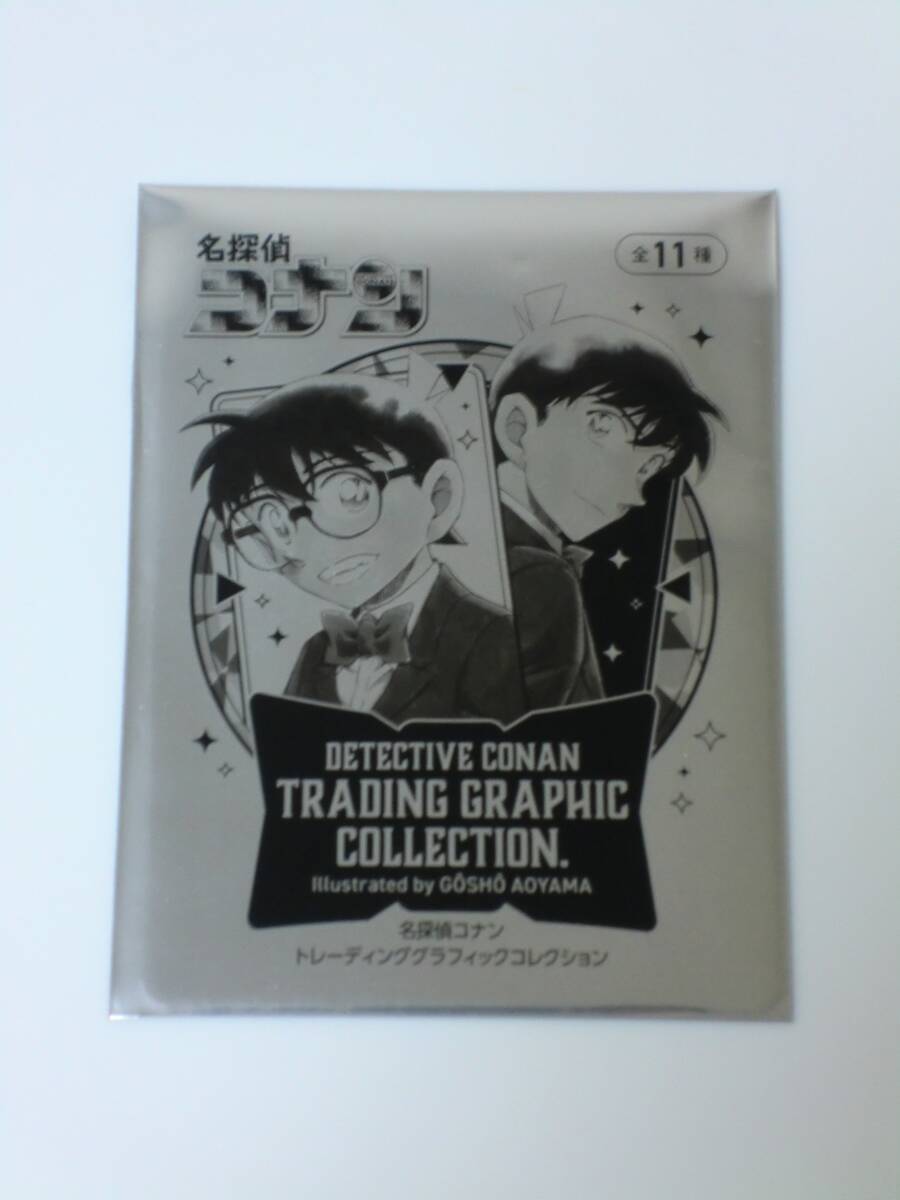 名探偵
コナン
全11種
DETECTIVE CONAN
TRADING GRAPHIC
COLLECTION.
Illustrated by GÔSHÔ AOYAMA
名探偵コナン
トレーディンググラフィックコレクション